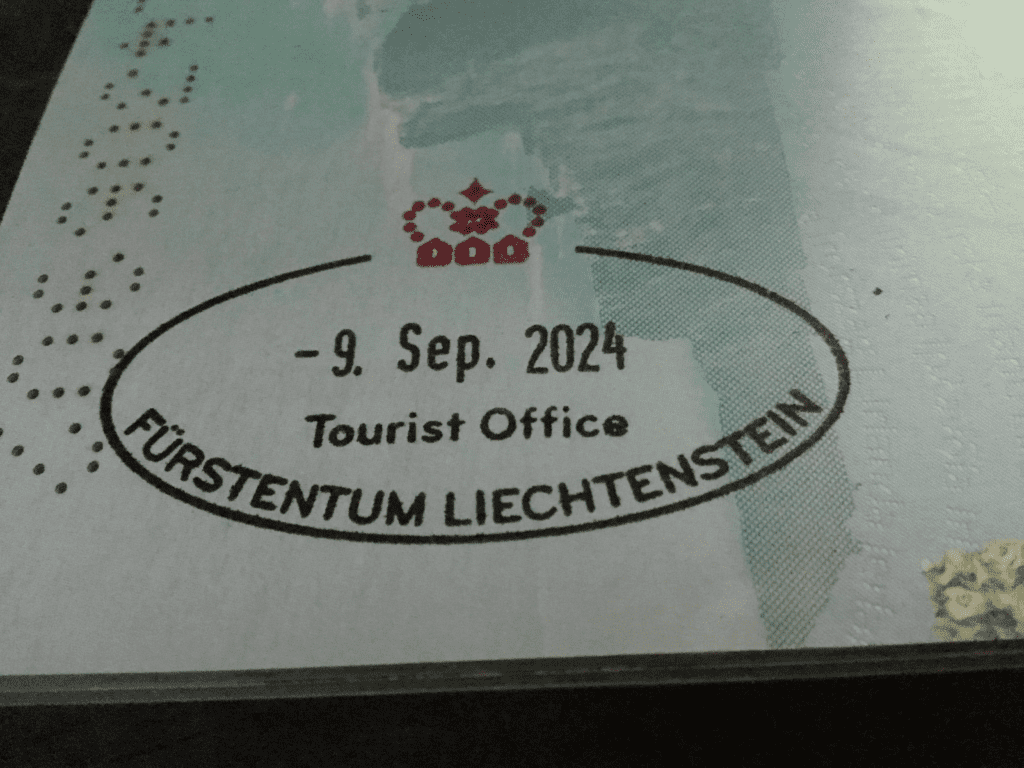 -9. Sep. 2024
Tourist Office
FÜRSTENTUM LIECHTENSTEIN